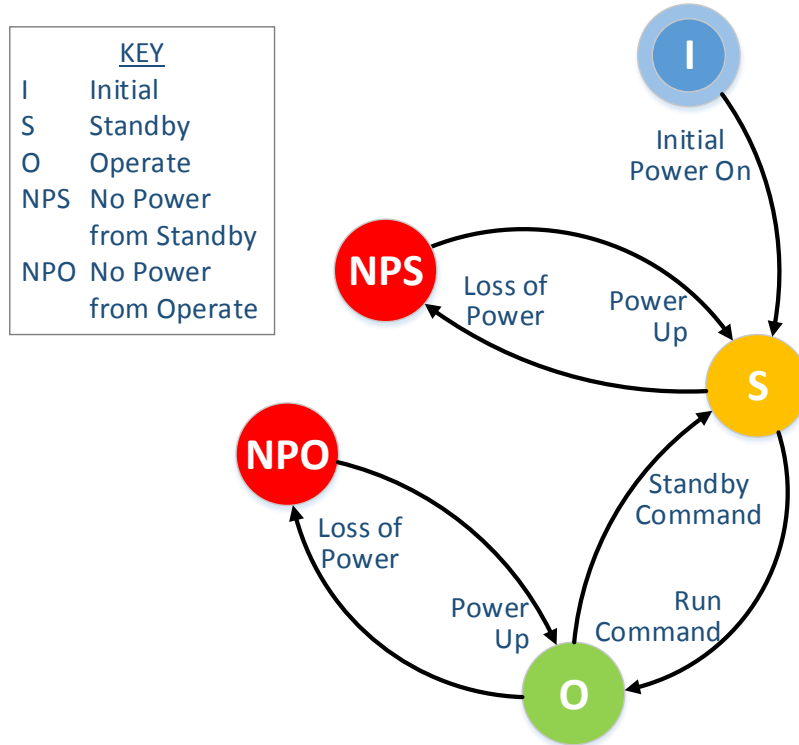 KEY
I Initial
S Standby
O Operate
NPS No Power
from Standby
NPO No Power
from Operate
I
Initial
Power On
NPS
Loss of
Power
Power
Up
S
NPO
Standby
Command
Loss of
Power
Power
Up
Run
Command
O